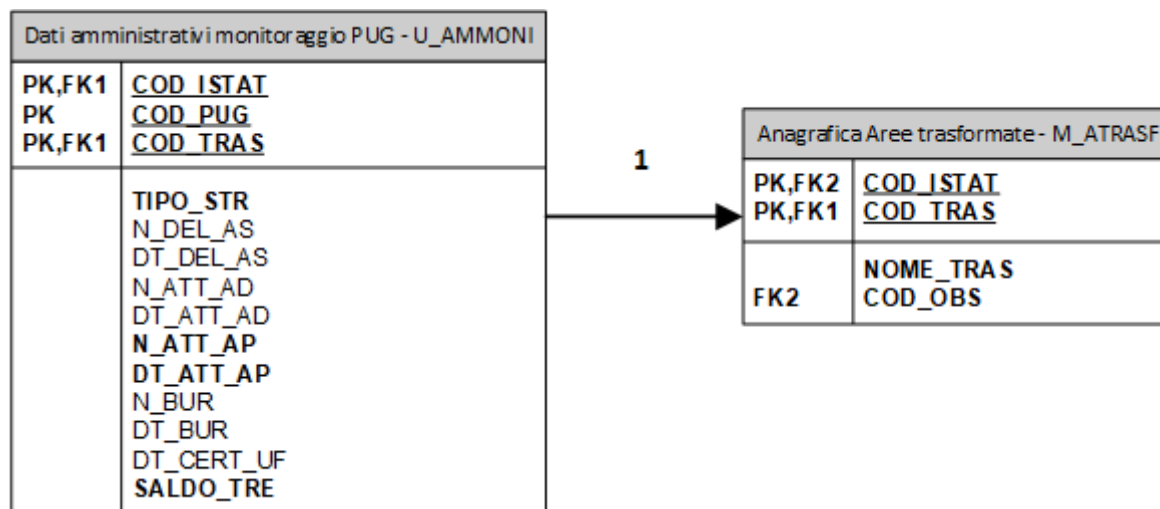 Dati amministrativi monitoraggio PUG - U_AMMONI
PK,FK1 COD_ISTAT
PK COD_PUG
PK,FK1 COD_TRAS
TIPO_STR
N_DEL_AS
DT_DEL_AS
N_ATT_AD
DT_ATT_AD
N_ATT_AP
DT_ATT_AP
N_BUR
DT_BUR
DT_CERT_UF
SALDO_TRE
1
Anagrafica Aree trasformate - M_ATRASF
PK,FK2 COD_ISTAT
PK,FK1 COD_TRAS
NOME_TRAS
FK2 COD_OBS